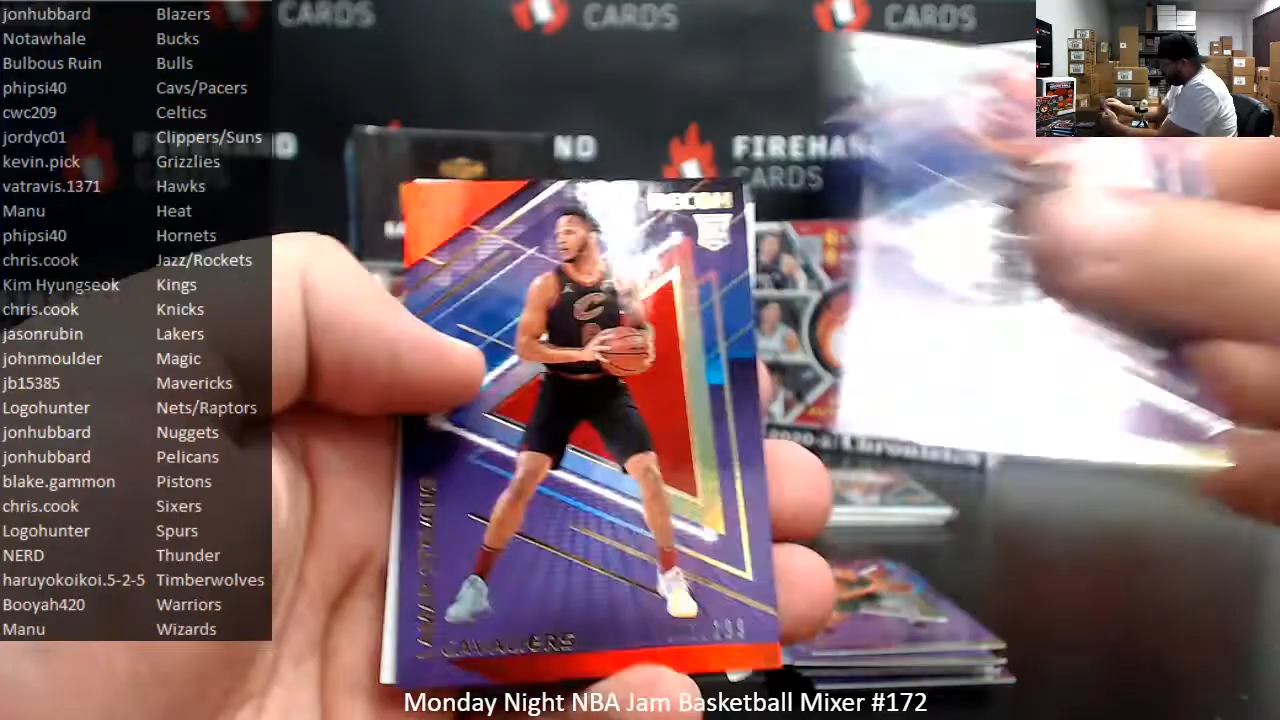 jonhubbard Blazers
Notawhale Bucks
Bulbous Ruin Bulls
phipsi40 Cavs/Pacers
cwc209 Celtics
jordyc01 Clippers/Suns
kevin.pick Grizzlies
vatravis.1371 Hawks
Manu Heat
phipsi40 Hornets
chris.cook Jazz/Rockets
Kim Hyungseok Kings
chris.cook Knicks
jasonrubin Lakers
johnmoulder Magic
jb15385 Mavericks
Logohunter Nets/Raptors
jonhubbard Nuggets
jonhubbard Pelicans
blake.gammon Pistons
chris.cook Sixers
Logohunter Spurs
NERD Thunder
haruyokoikoi.5-2-5 Timberwolves
Booyah420 Warriors
Manu Wizards
CARDS
CARDS
CARDS
ND
FIREHAN
CARDS
RC
CAVALIERS
Monday Night NBA Jam Basketball Mixer #172